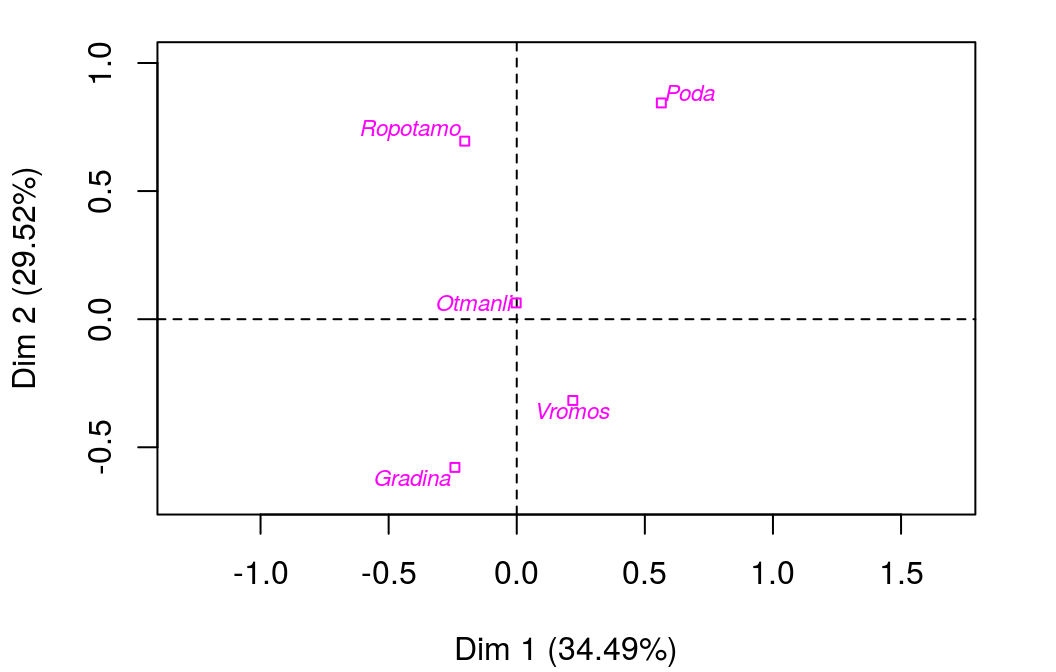 1.0
Poda
Ropotamo
0.5
Otmanli
0.0
Vromos
-0.5
Gradina
Dim 2 (29.52%)
-1.0 -0.5 0.0 0.5 1.0 1.5
Dim 1 (34.49%)